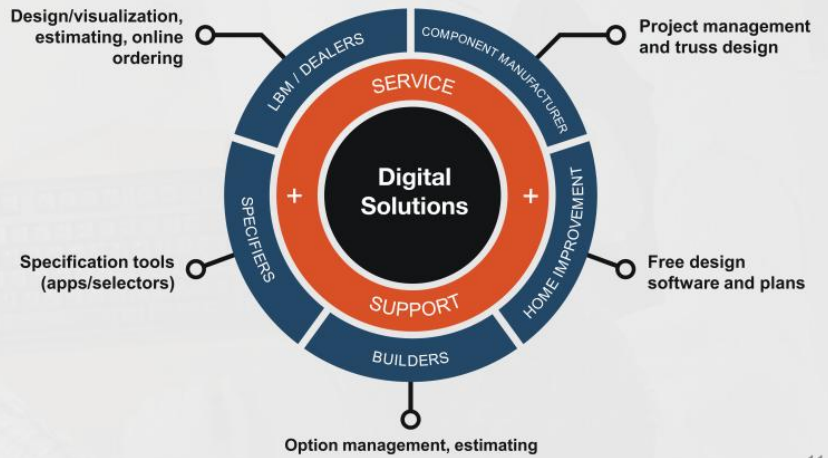 Design/visualization,
estimating, online
ordering
LBM / DEALERS
COMPONENT MANUFACTURER
Project management
and truss design
SERVICE
+
Digital
Solutions
+
SPECIFIERS
HOME IMPROVEMENT
Specification tools
(apps/selectors)
Free design
software and plans
SUPPORT
BUILDERS
Option management, estimating